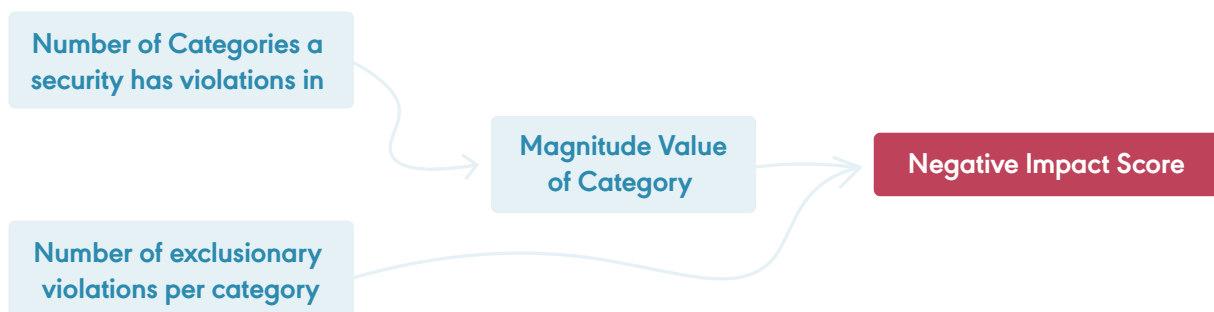 Number of Categories a
security has violations in
Magnitude Value
of Category
Negative Impact Score
Number of exclusionary
violations per category